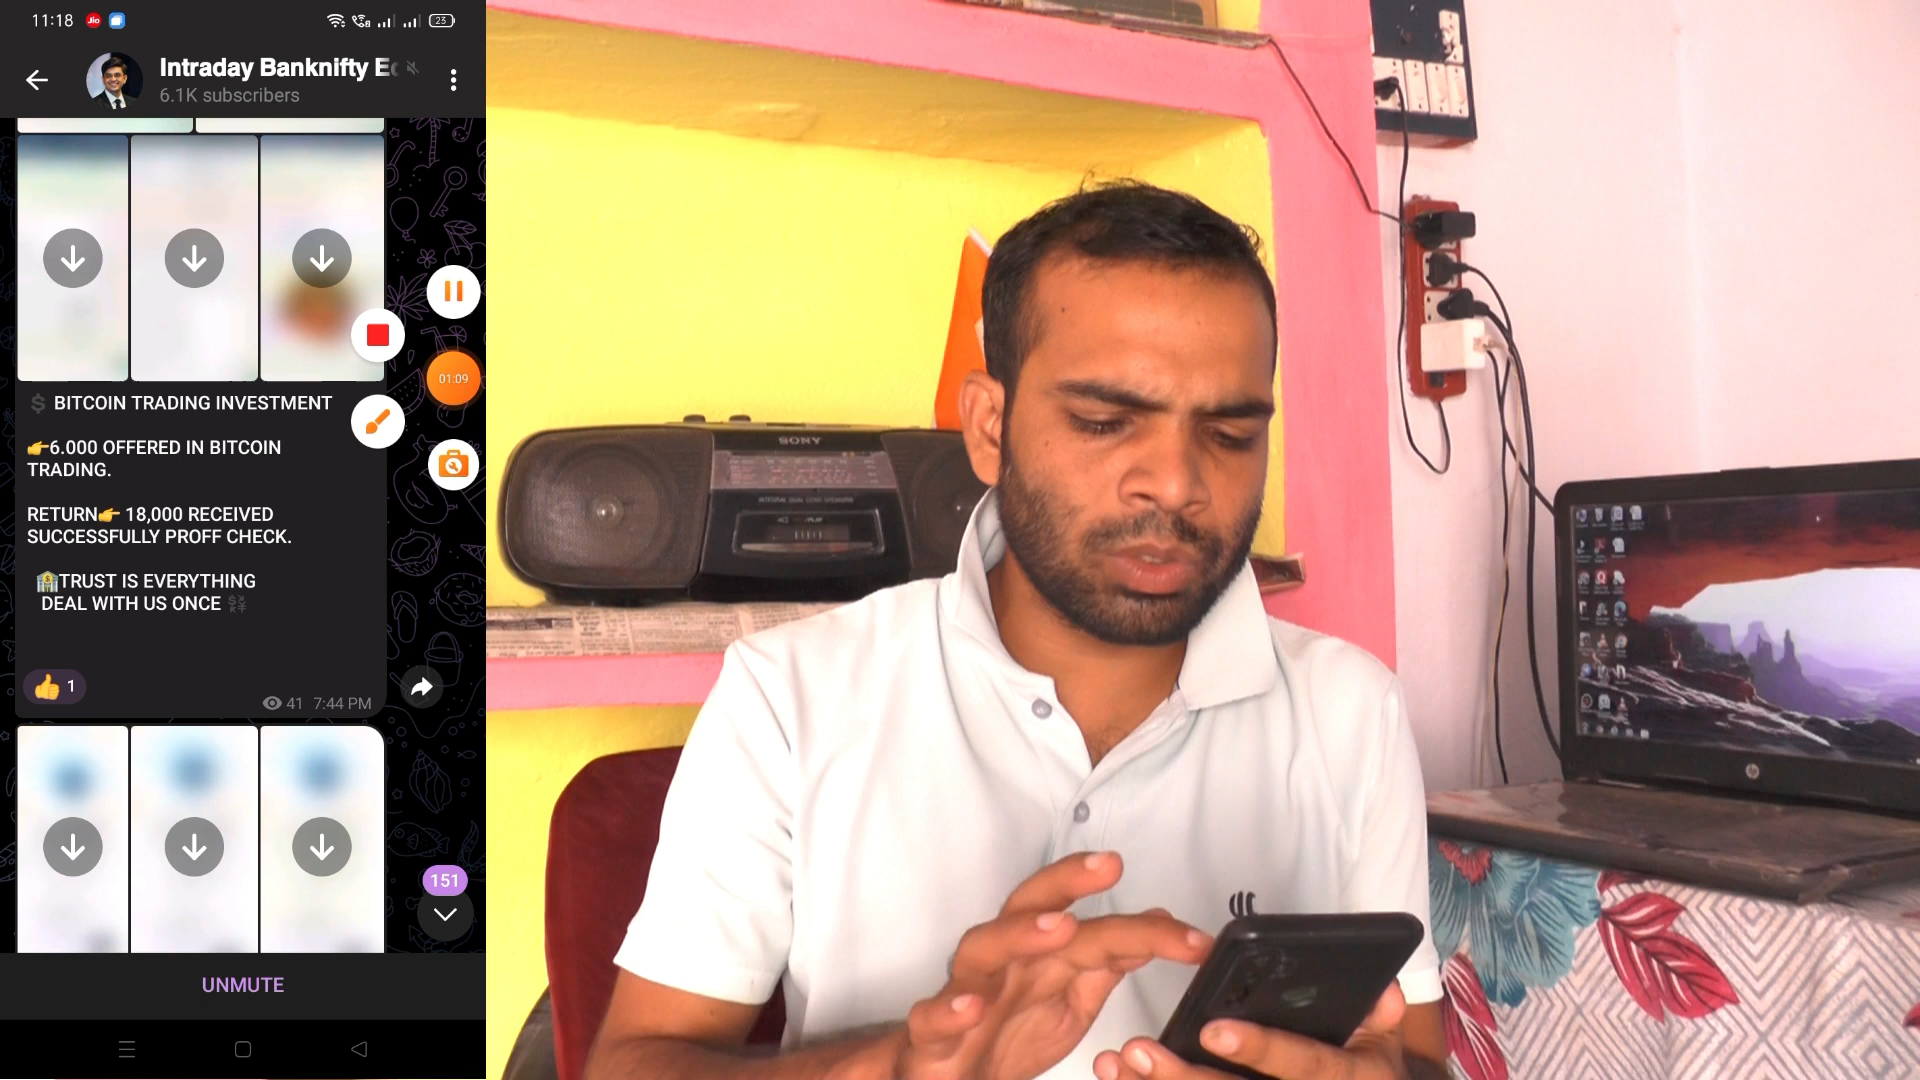 11:18
Jio
23
Intraday Banknifty
6.1K subscribers
BITCOIN TRADING INVESTMENT
👉6.000 OFFERED IN BITCOIN
TRADING.
RETURN👉 18,000 RECEIVED
SUCCESSFULLY PROFF CHECK.
TRUST IS EVERYTHING
DEAL WITH US ONCE
👍 1
41 7:44 PM
01:09
151
UNMUTE
SONY